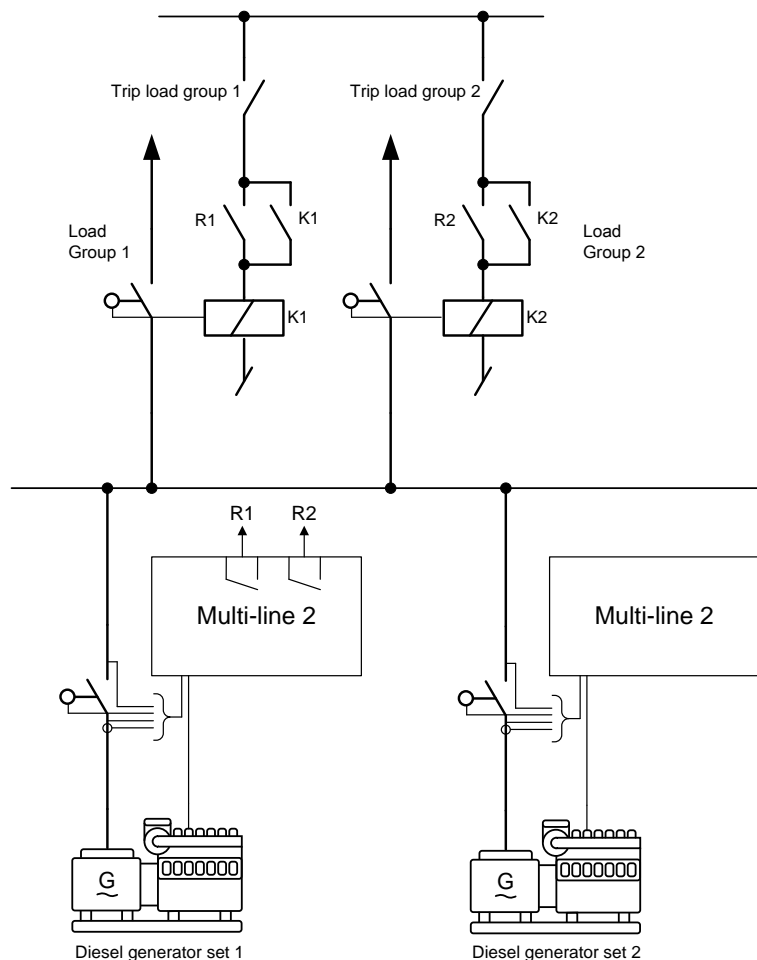 Trip load group 1
Trip load group 2
R1
K1
R2
K2
Load
Group 1
Load
Group 2
K1
K2
R1
R2
Multi-line 2
Multi-line 2
G
G
Diesel generator set 1
Diesel generator set 2